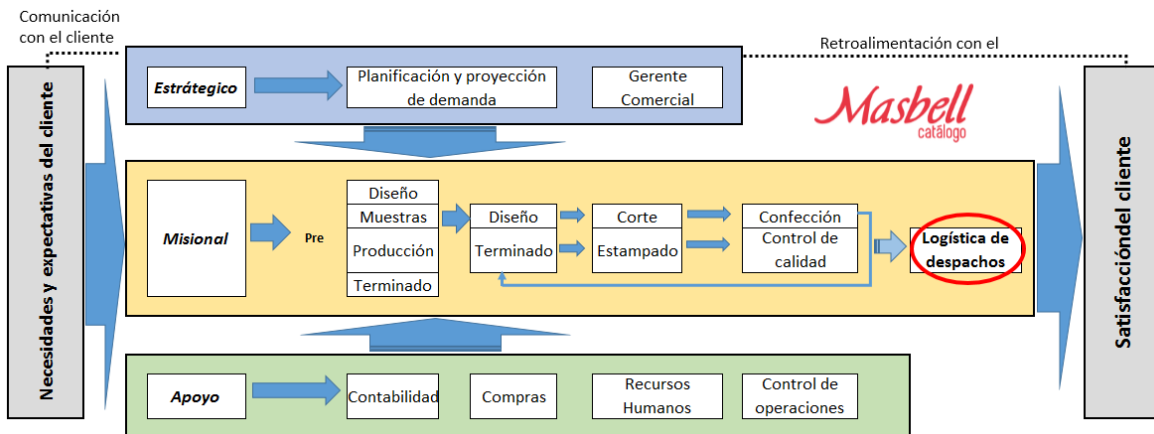 Comunicación
con el cliente
Retroalimentación con el
Necesidades y expectativas del cliente
Estrátegico
Planificación y proyección
de demanda
Gerente
Comercial
Masbell
catálogo
Misional
Pre
Diseño
Muestras
Producción
Terminado
Diseño
Terminado
Corte
Estampado
Confección
Control de
calidad
Logística de
despachos
Apoyo
Contabilidad
Compras
Recursos
Humanos
Control de
operaciones
Satisfaccióndel cliente